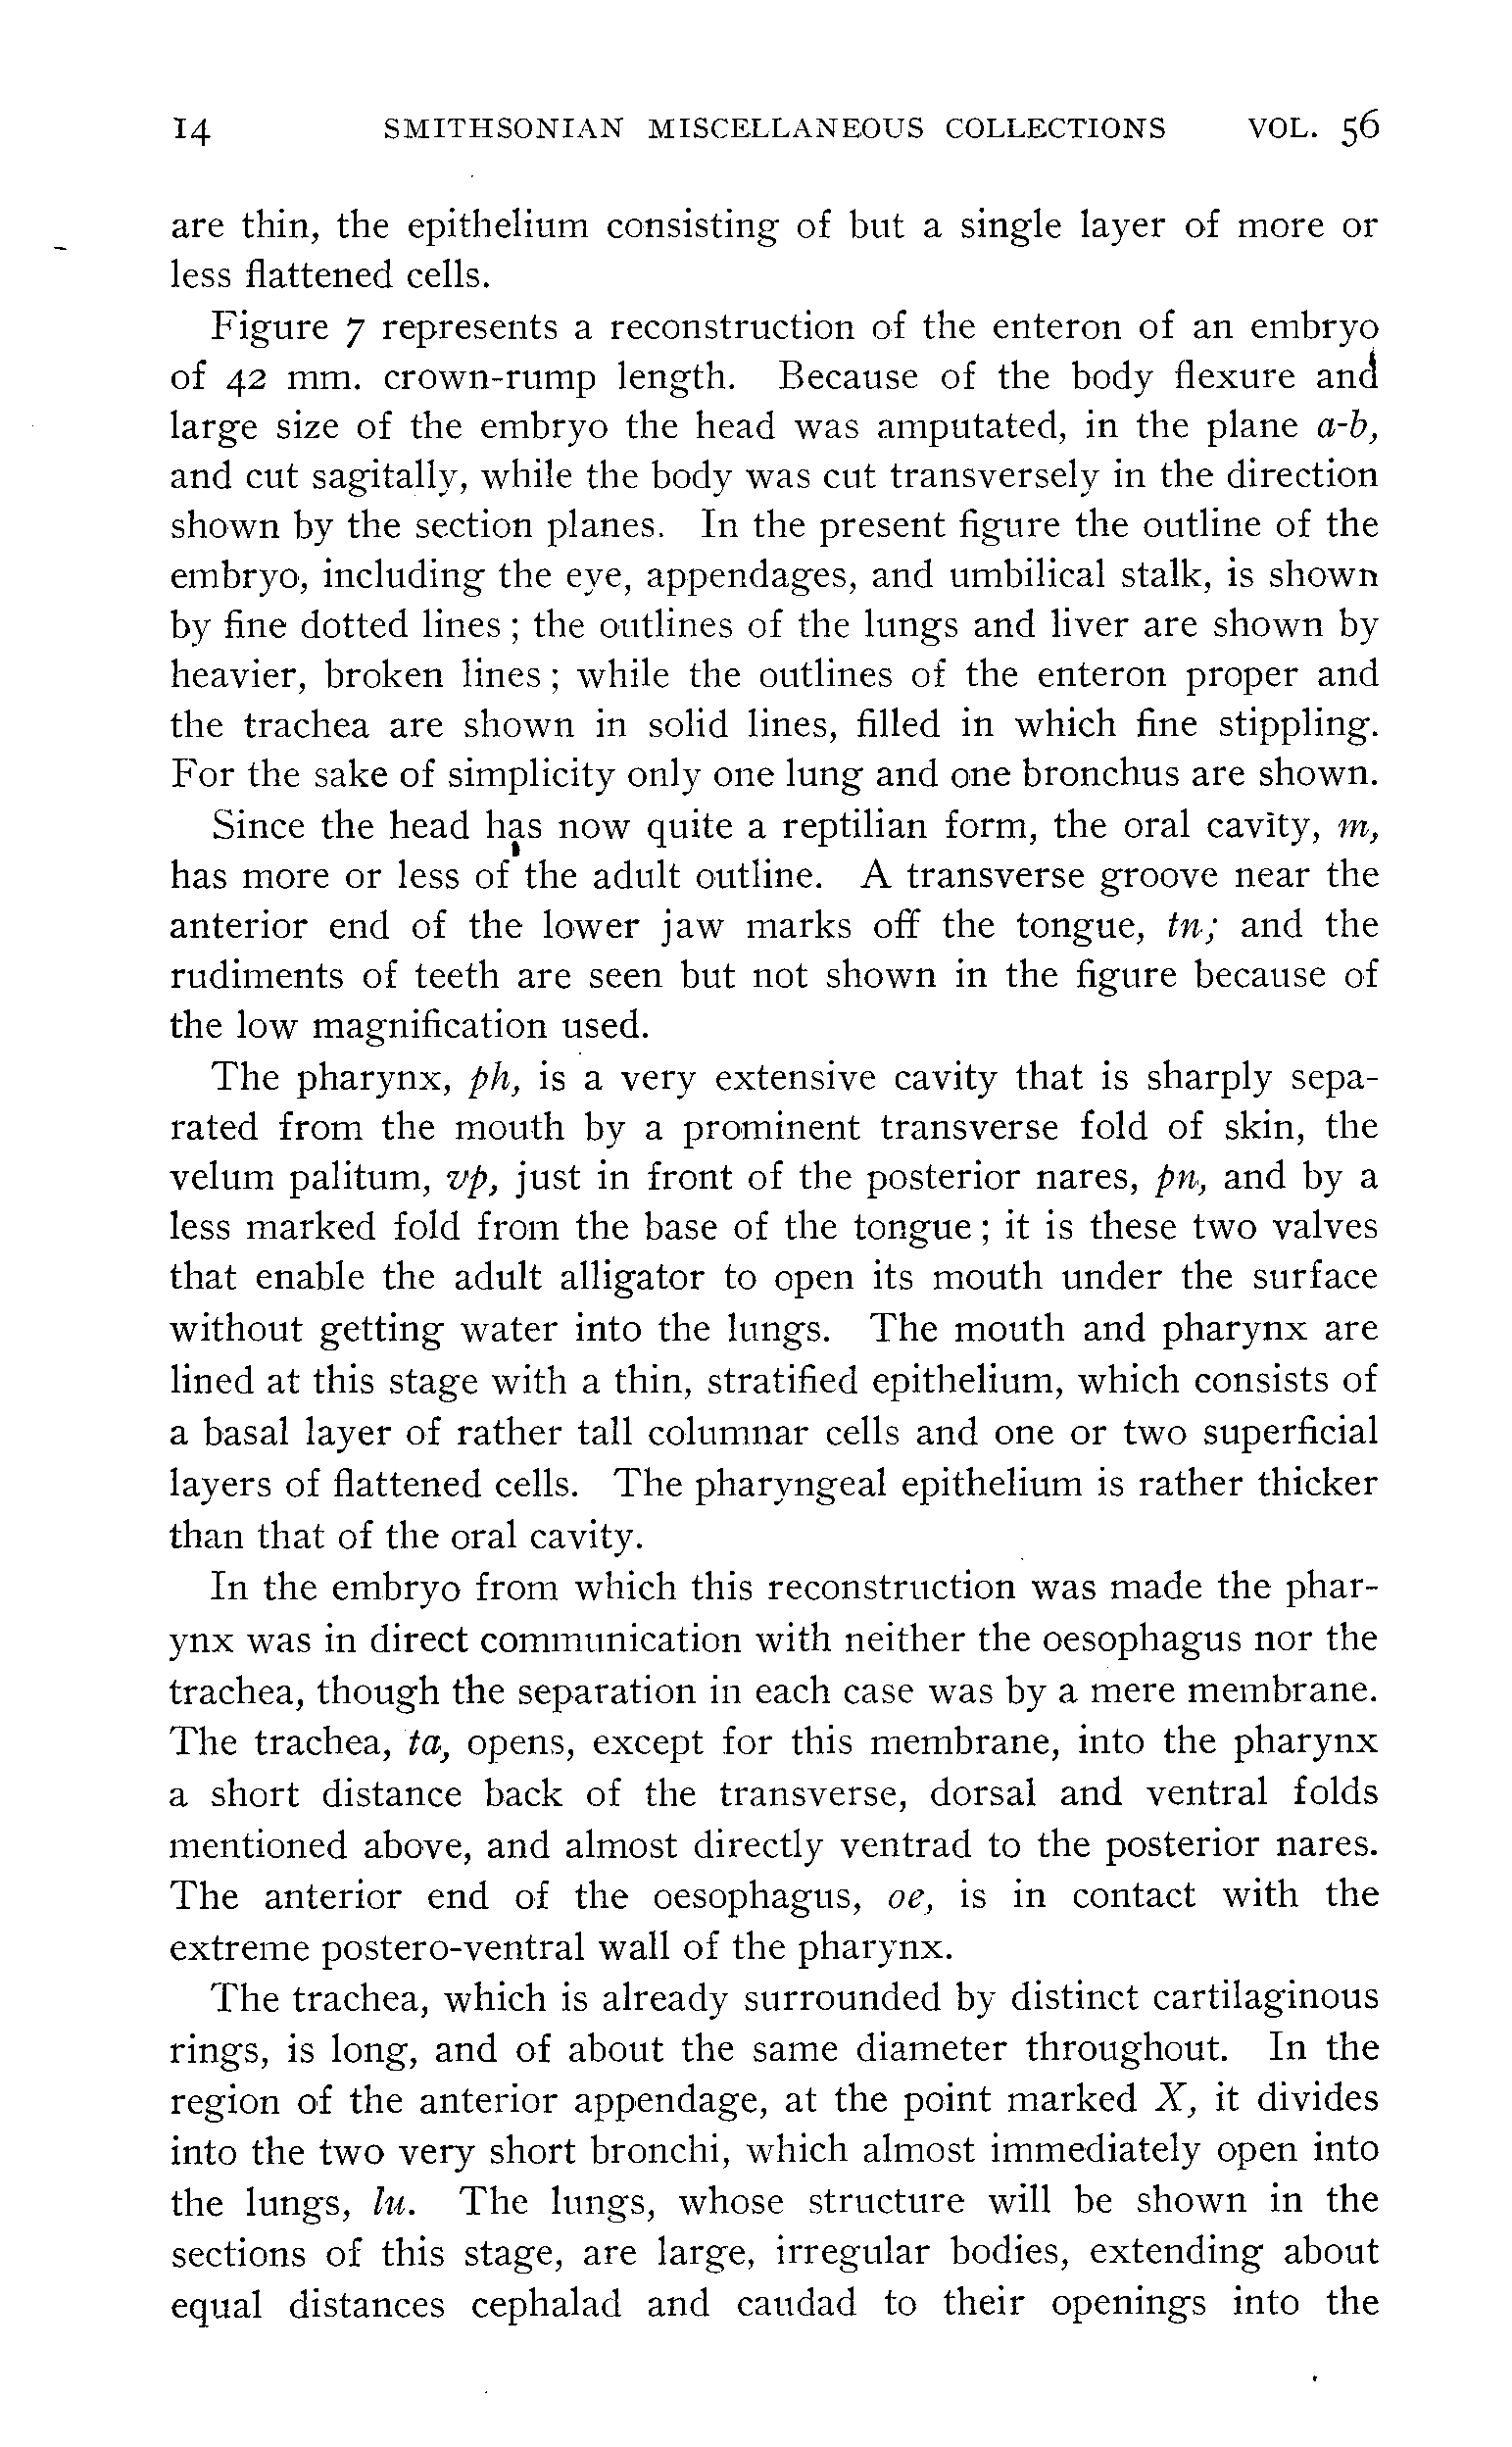 14 SMITHSONIAN MISCELLANEOUS COLLECTIONS VOL. 56
are thin, the epithelium consisting of but a single layer of more or
less flattened cells.
Figure 7 represents a reconstruction of the enteron of an embryo
of 42 mm. crown-rump length. Because of the body flexure and
large size of the embryo the head was amputated, in the plane a-b,
and cut sagitally, while the body was cut transversely in the direction
shown by the section planes. In the present figure the outline of the
embryo, including the eye, appendages, and umbilical stalk, is shown
by fine dotted lines; the outlines of the lungs and liver are shown by
heavier, broken lines; while the outlines of the enteron proper and
the trachea are shown in solid lines, filled in which fine stippling.
For the sake of simplicity only one lung and one bronchus are shown.
Since the head has now quite a reptilian form, the oral cavity, m,
has more or less of the adult outline. A transverse groove near the
anterior end of the lower jaw marks off the tongue, tn; and the
rudiments of teeth are seen but not shown in the figure because of
the low magnification used.
The pharynx, ph, is a very extensive cavity that is sharply sepa-
rated from the mouth by a prominent transverse fold of skin, the
velum palitum, vp, just in front of the posterior nares, pn, and by a
less marked fold from the base of the tongue; it is these two valves
that enable the adult alligator to open its mouth under the surface
without getting water into the lungs. The mouth and pharynx are
lined at this stage with a thin, stratified epithelium, which consists of
a basal layer of rather tall columnar cells and one or two superficial
layers of flattened cells. The pharyngeal epithelium is rather thicker
than that of the oral cavity.
In the embryo from which this reconstruction was made the phar-
ynx was in direct communication with neither the oesophagus nor the
trachea, though the separation in each case was by a mere membrane.
The trachea, ta, opens, except for this membrane, into the pharynx
a short distance back of the transverse, dorsal and ventral folds
mentioned above, and almost directly ventrad to the posterior nares.
The anterior end of the oesophagus, oe, is in contact with the
extreme postero-ventral wall of the pharynx.
The trachea, which is already surrounded by distinct cartilaginous
rings, is long, and of about the same diameter throughout. In the
region of the anterior appendage, at the point marked X, it divides
into the two very short bronchi, which almost immediately open into
the lungs, lu. The lungs, whose structure will be shown in the
sections of this stage, are large, irregular bodies, extending about
equal distances cephalad and caudad to their openings into the